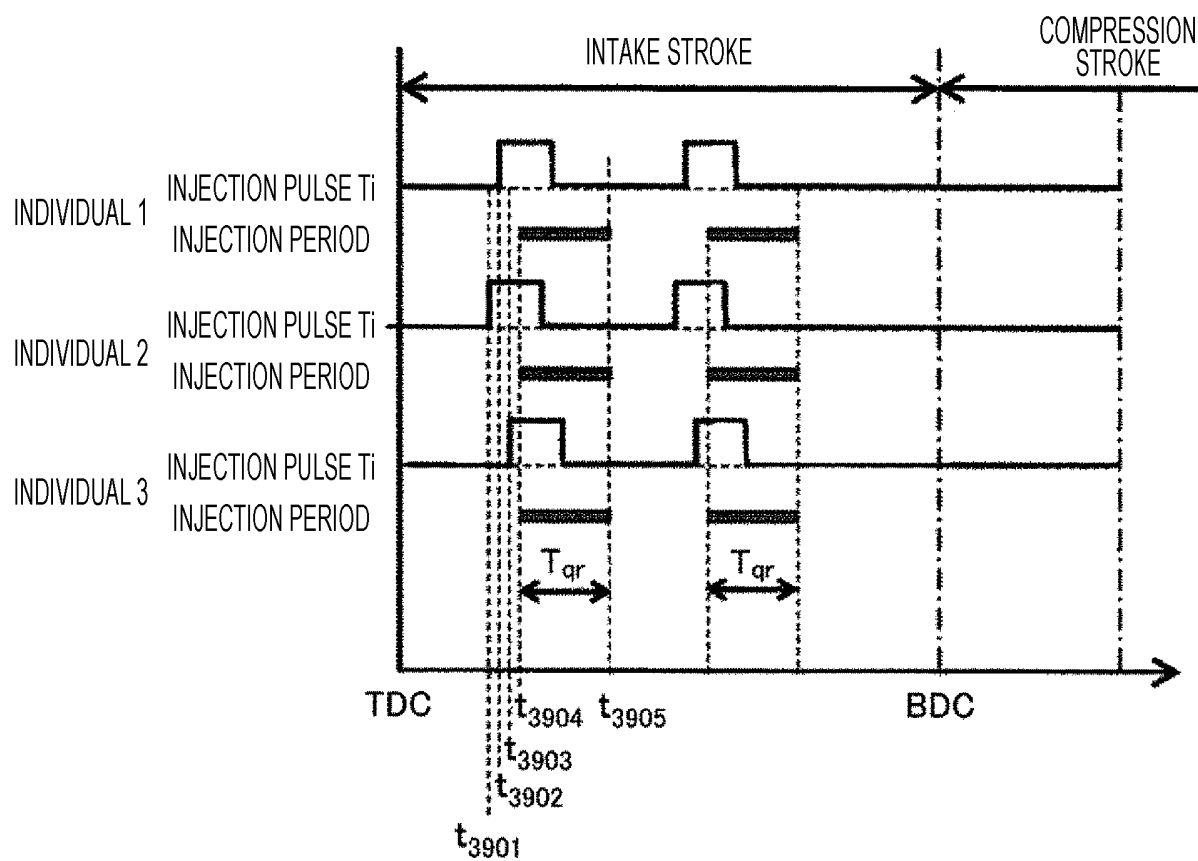 INTAKE STROKE
COMPRESSION
STROKE
INDIVIDUAL 1
INJECTION PULSE Ti
INJECTION PERIOD
INDIVIDUAL 2
INJECTION PULSE Ti
INJECTION PERIOD
INDIVIDUAL 3
INJECTION PULSE Ti
INJECTION PERIOD
Tqr
Tqr
TDC
BDC
t3904
t3905
t3903
t3902
t3901